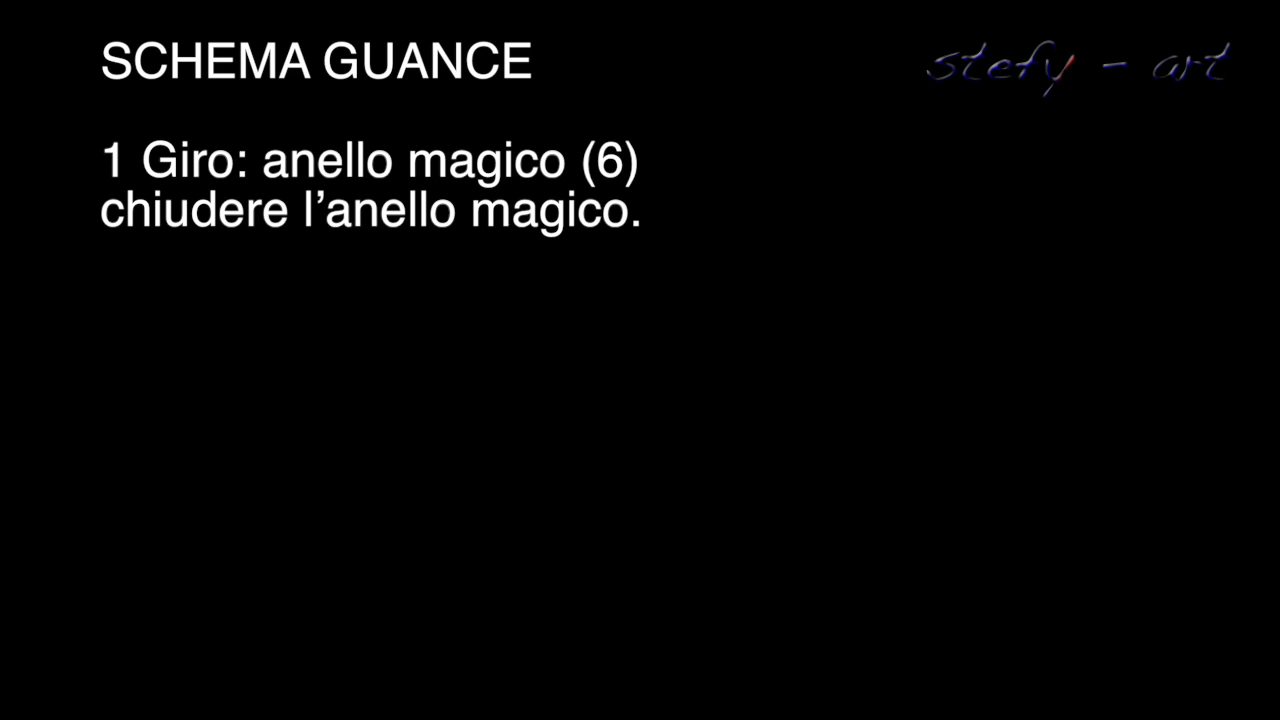 SCHEMA GUANCE
stefy - art
1 Giro: anello magico (6)
chiudere l’anello magico.